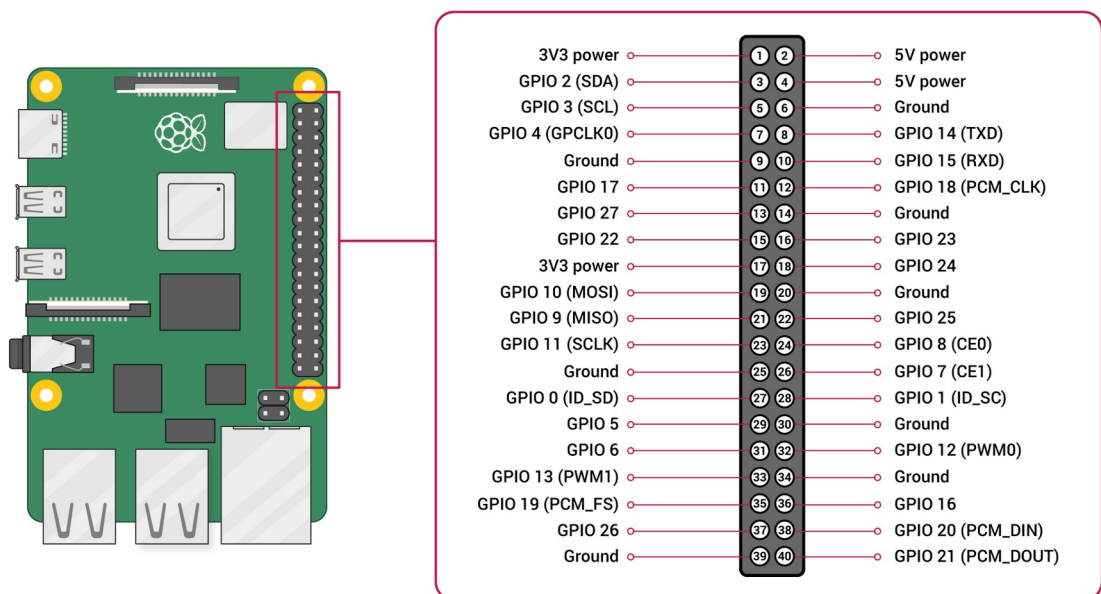 3V3 power 1 2 5V power
GPIO 2 (SDA) 3 4 5V power
GPIO 3 (SCL) 5 6 Ground
GPIO 4 (GPCLK0) 7 8 GPIO 14 (TXD)
Ground 9 10 GPIO 15 (RXD)
GPIO 17 11 12 GPIO 18 (PCM_CLK)
GPIO 27 13 14 Ground
GPIO 22 15 16 GPIO 23
3V3 power 17 18 GPIO 24
GPIO 10 (MOSI) 19 20 Ground
GPIO 9 (MISO) 21 22 GPIO 25
GPIO 11 (SCLK) 23 24 GPIO 8 (CE0)
Ground 25 26 GPIO 7 (CE1)
GPIO 0 (ID_SD) 27 28 GPIO 1 (ID_SC)
GPIO 5 29 30 Ground
GPIO 6 31 32 GPIO 12 (PWM0)
GPIO 13 (PWM1) 33 34 Ground
GPIO 19 (PCM_FS) 35 36 GPIO 16
GPIO 26 37 38 GPIO 20 (PCM_DIN)
Ground 39 40 GPIO 21 (PCM_DOUT)